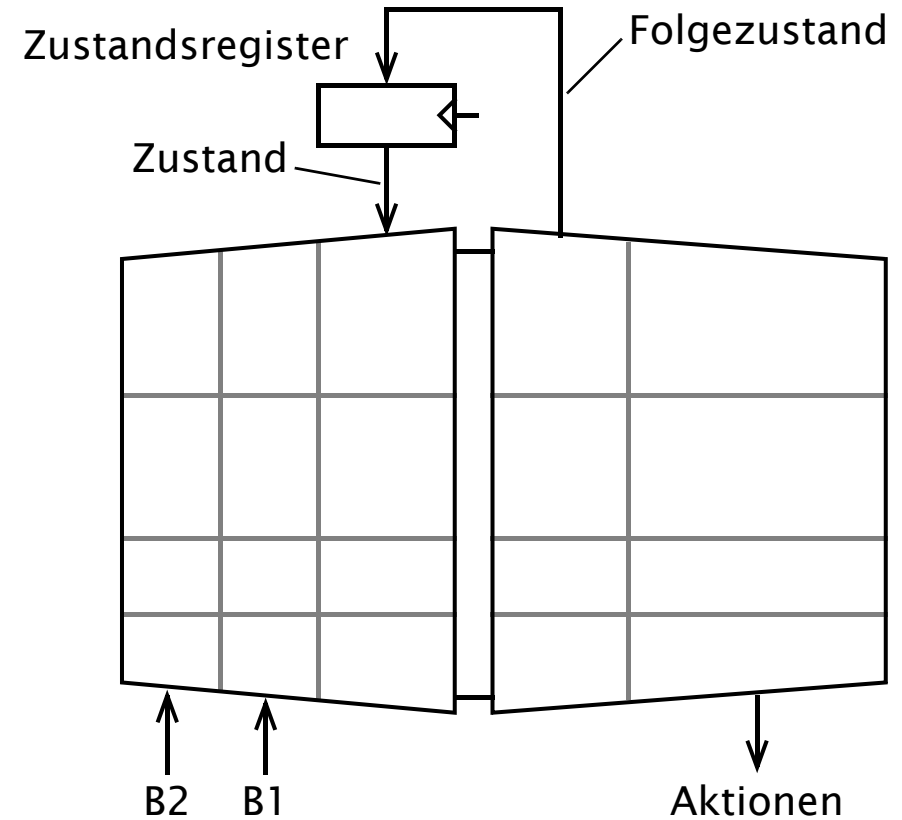 Folgezustand
Zustandsregister
Zustand
B2
B1
Aktionen